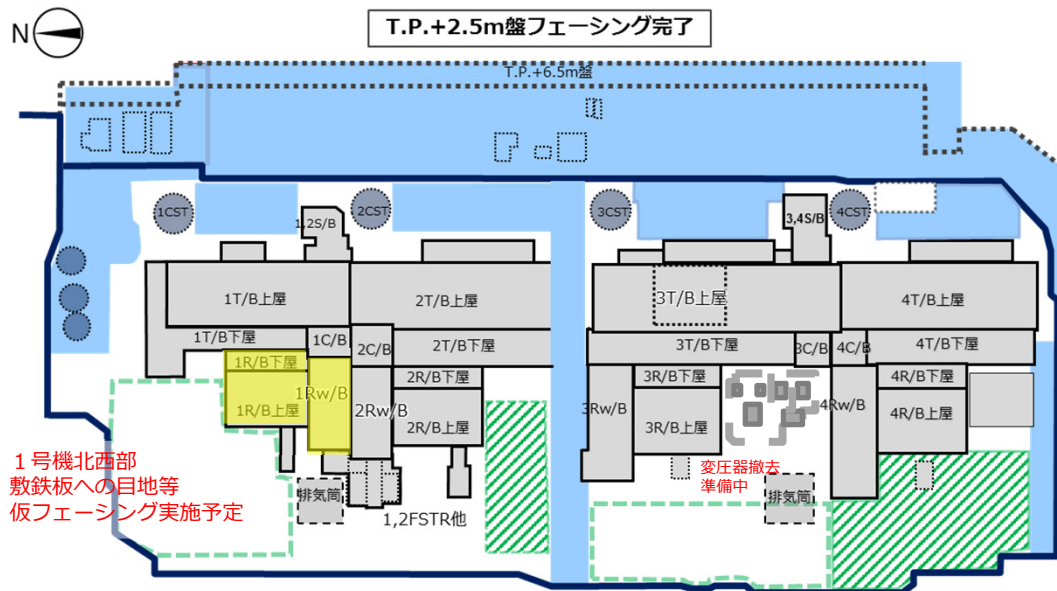 N
T.P.+2.5m盤フェーシング完了
T.P.+6.5m盤
1CST
1,2S/B
2CST
3CST
3,4S/B
4CST
1T/B上屋
2T/B上屋
3T/B上屋
4T/B上屋
1T/B下屋
1C/B
2C/B
2T/B下屋
3T/B下屋
3C/B
4C/B
4T/B下屋
1R/B下屋
1Rw/B
2R/B下屋
3R/B下屋
4R/B下屋
1R/B上屋
2Rw/B
2R/B上屋
3Rw/B
3R/B上屋
4Rw/B
4R/B上屋
1号機北西部
敷鉄板への目地等
仮フェーシング実施予定
排気筒
1,2FSTR他
変圧器撤去
準備中
排気筒